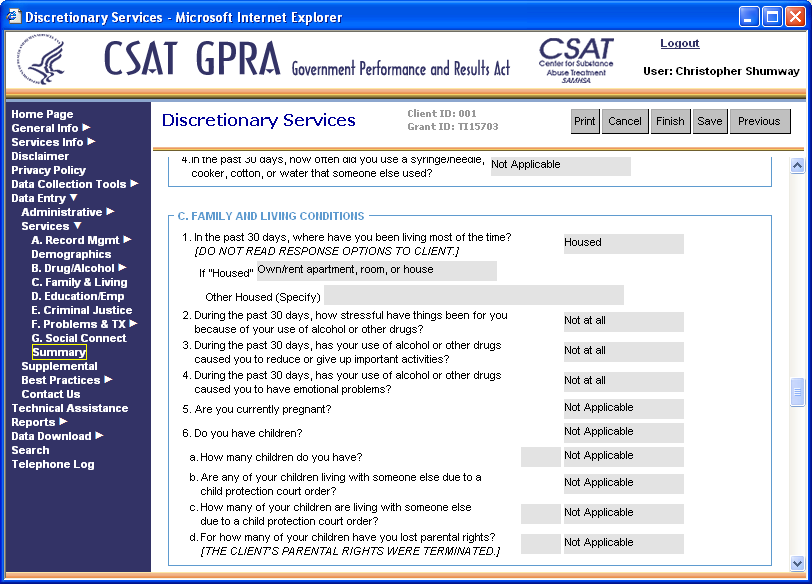 Discretionary Services - Microsoft Internet Explorer
CSAT GPRA Government Performance and Results Act
CSAT
Center for Substance
Abuse Treatment
SAMHSA
Logout
User: Christopher Shumway
Home Page
General Info
Services Info
Disclaimer
Privacy Policy
Data Collection Tools
Data Entry
Administrative
Services
A. Record Mgmt
Demographics
B. Drug/Alcohol
C. Family & Living
D. Education/Emp
E. Criminal Justice
F. Problems & TX
G. Social Connect
Summary
Supplemental
Best Practices
Contact Us
Technical Assistance
Reports
Data Download
Search
Telephone Log
Discretionary Services
Client ID: 001
Grant ID: TI15703
Print Cancel Finish Save Previous
4. In the past 30 days, how often did you use a syringe/needle, Not Applicable
cooker, cotton, or water that someone else used?
C. FAMILY AND LIVING CONDITIONS
1. In the past 30 days, where have you been living most of the time? Housed
[DO NOT READ RESPONSE OPTIONS TO CLIENT.]
If "Housed" Own/rent apartment, room, or house
Other Housed (Specify)
2. During the past 30 days, how stressful have things been for you Not at all
because of your use of alcohol or other drugs?
3. During the past 30 days, has your use of alcohol or other drugs Not at all
caused you to reduce or give up important activities?
4. During the past 30 days, has your use of alcohol or other drugs Not at all
caused you to have emotional problems?
5. Are you currently pregnant? Not Applicable
6. Do you have children? Not Applicable
a. How many children do you have? Not Applicable
b. Are any of your children living with someone else due to a Not Applicable
child protection court order?
c. How many of your children are living with someone else Not Applicable
due to a child protection court order?
d. For how many of your children have you lost parental rights? Not Applicable
[THE CLIENT'S PARENTAL RIGHTS WERE TERMINATED.]